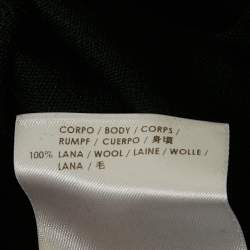 CORPO / BODY / CORPS /
RUMPF / CUERPO / 身頃
100% LANA / WOOL / LAINE / WOLLE /
LANA / 毛